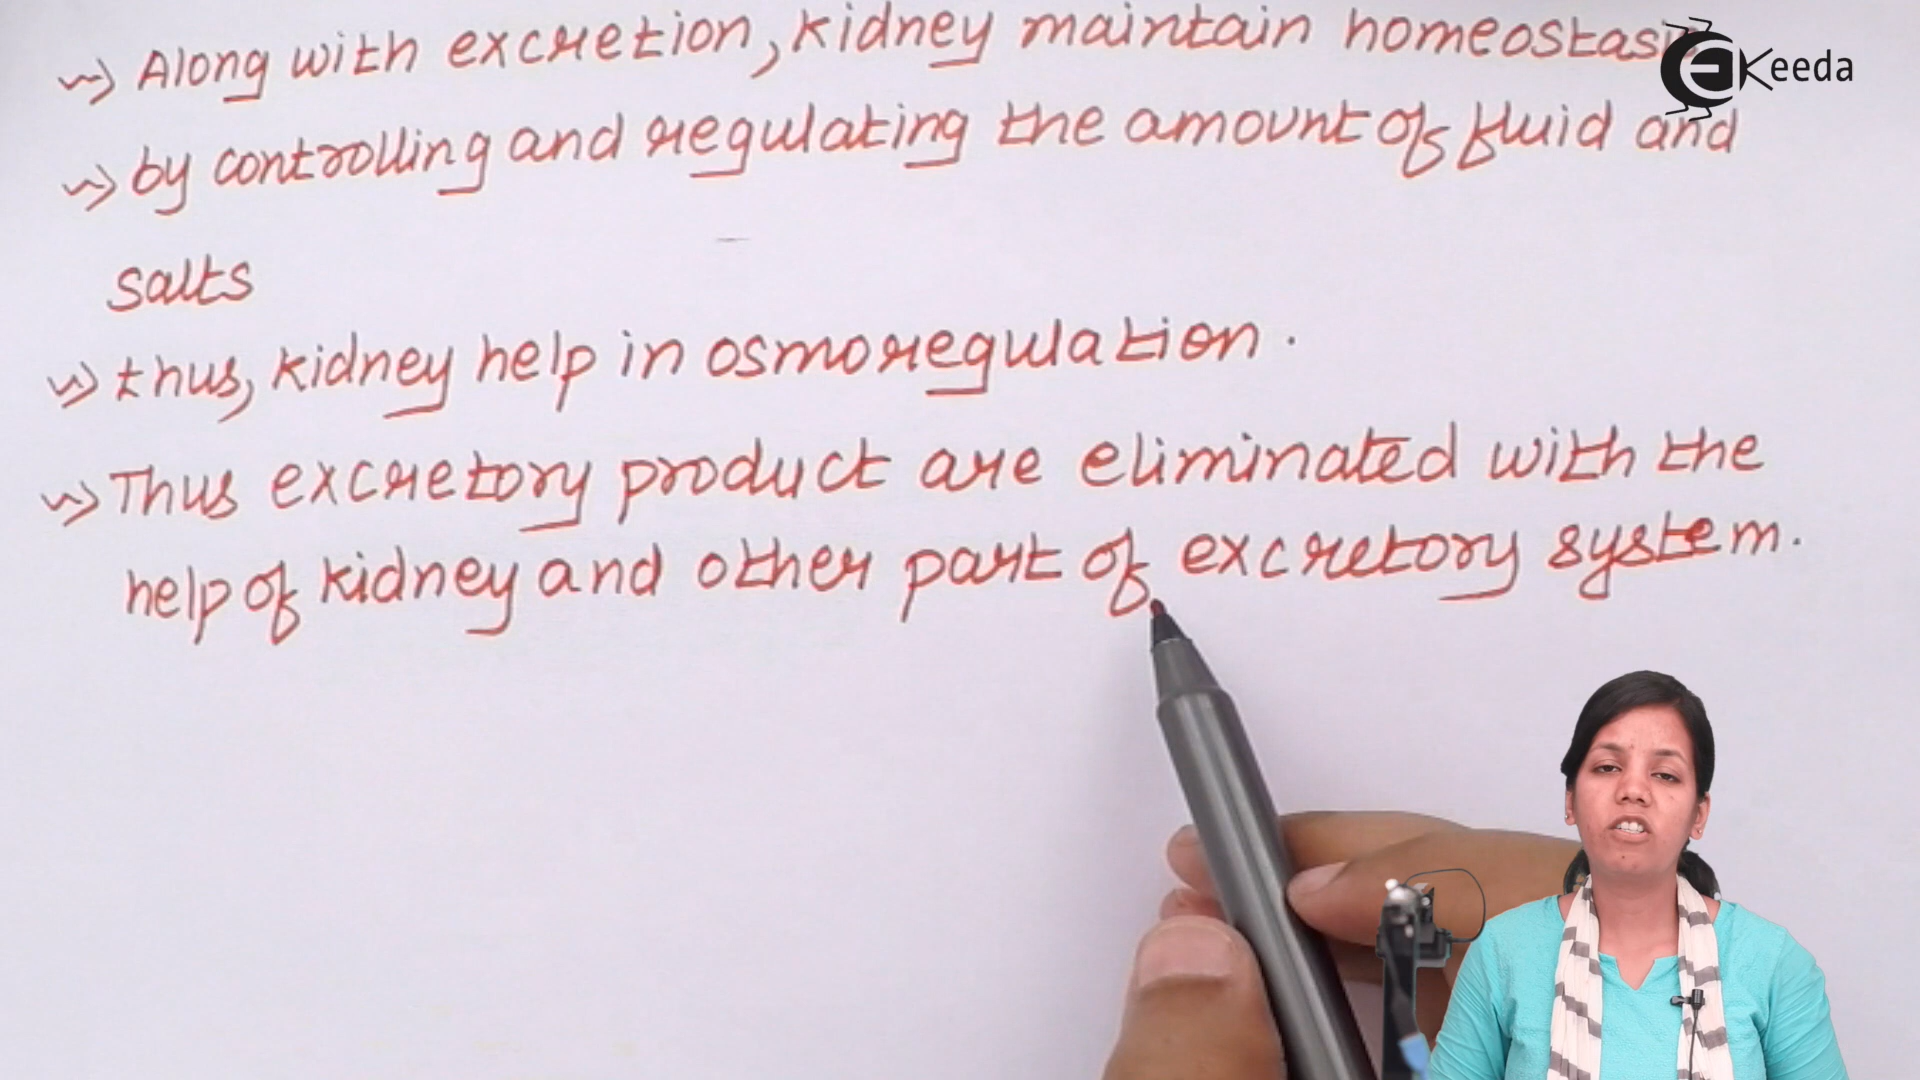 ~> Along with excretion, kidney maintain homeostasis
EKeeda
~> by controlling and regulating the amount of fluid and
salts
~> thus, kidney help in osmoregulation.
~> Thus excretory product are eliminated with the
help of kidney and other part of excretory system.